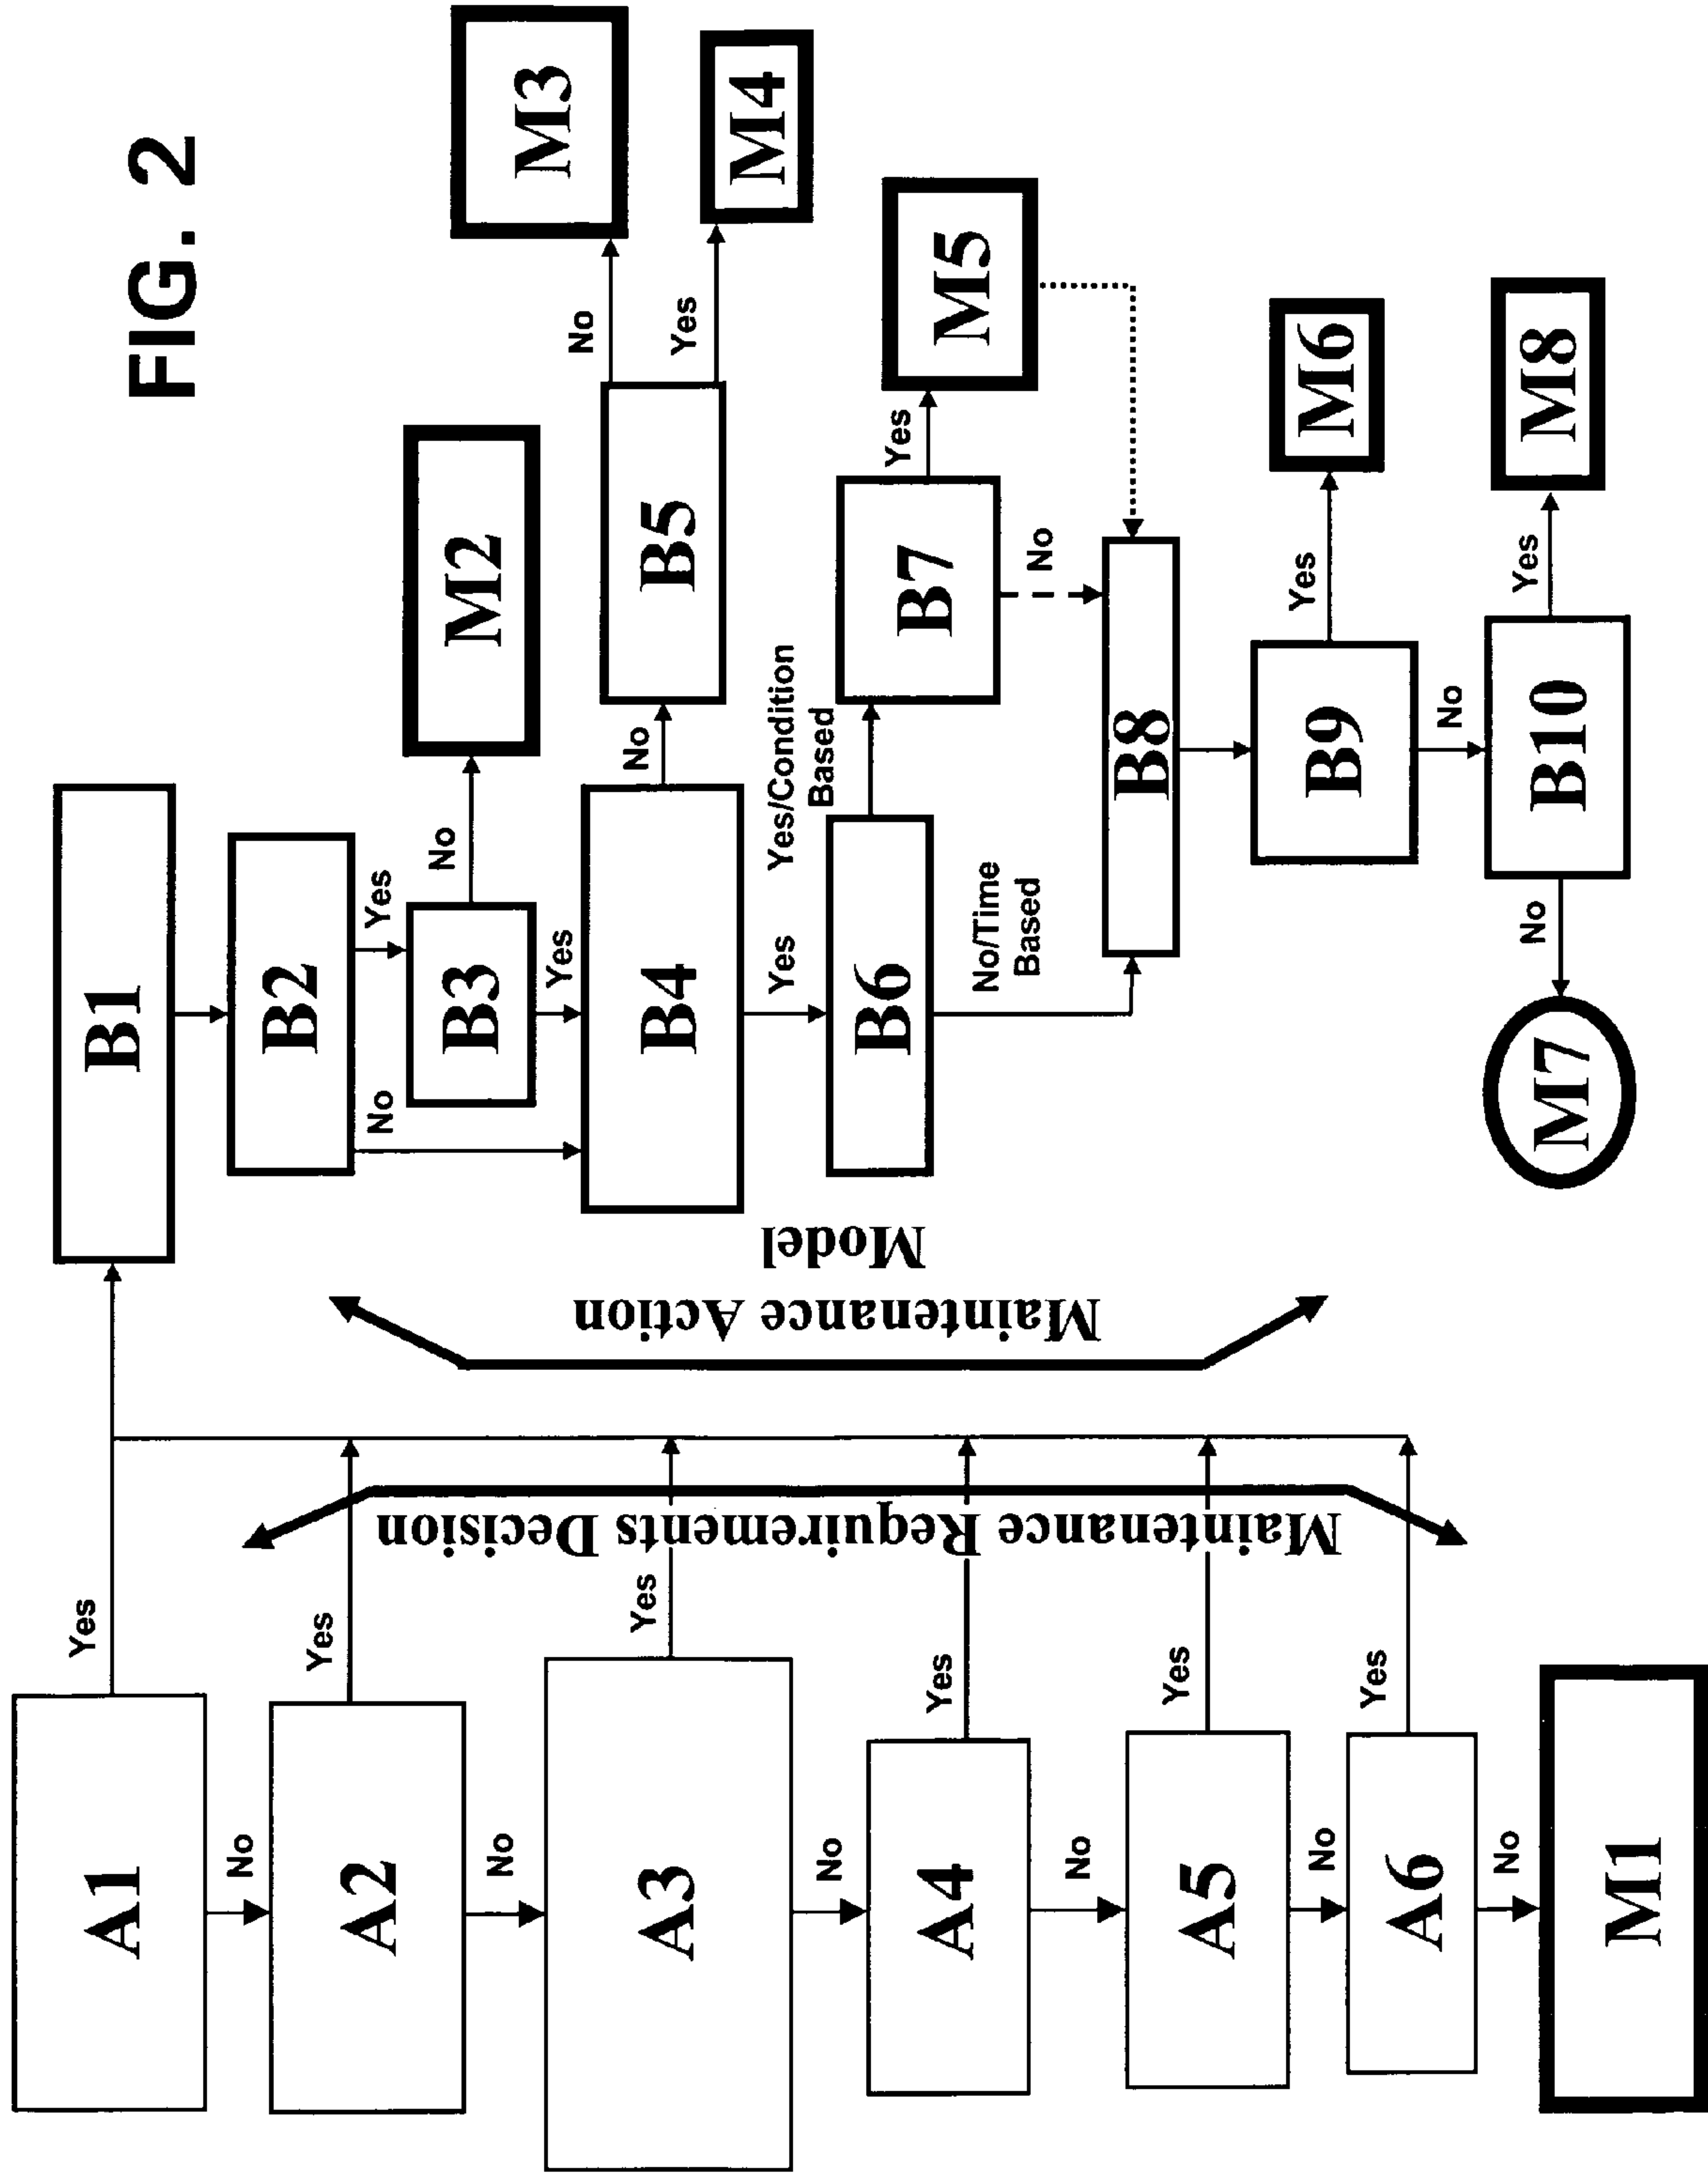 FIG. 2
A1
Yes
No
A2
Yes
No
A3
Yes
No
A4
Yes
No
A5
Yes
No
A6
Yes
No
M1
Maintenance Requirements Decision
Maintenance Action
Model
B1
B2
Yes
No
B3
No
M2
Yes
B4
No
B5
No
M3
Yes
M4
Yes
B6
Yes/Condition
Based
B7
Yes
M5
No
No/Time
Based
B8
B9
Yes
M6
No
B10
Yes
M8
No
M7